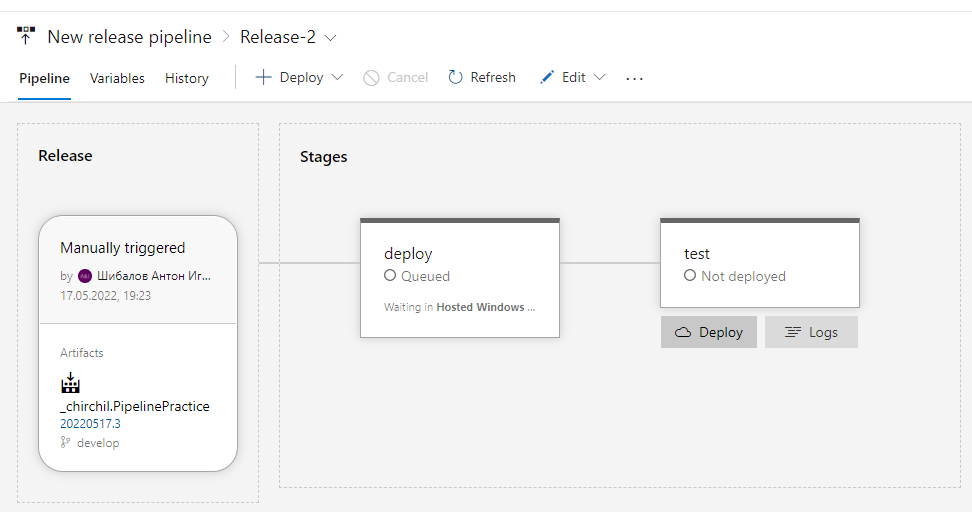 New release pipeline > Release-2
Pipeline Variables History + Deploy Cancel Refresh Edit ...
Release
Stages
Manually triggered
by Шибалов Антон Иг...
17.05.2022, 19:23
Artifacts
_chirchil.PipelinePractice
20220517.3
develop
deploy
Queued
Waiting in Hosted Windows ...
test
Not deployed
Deploy Logs